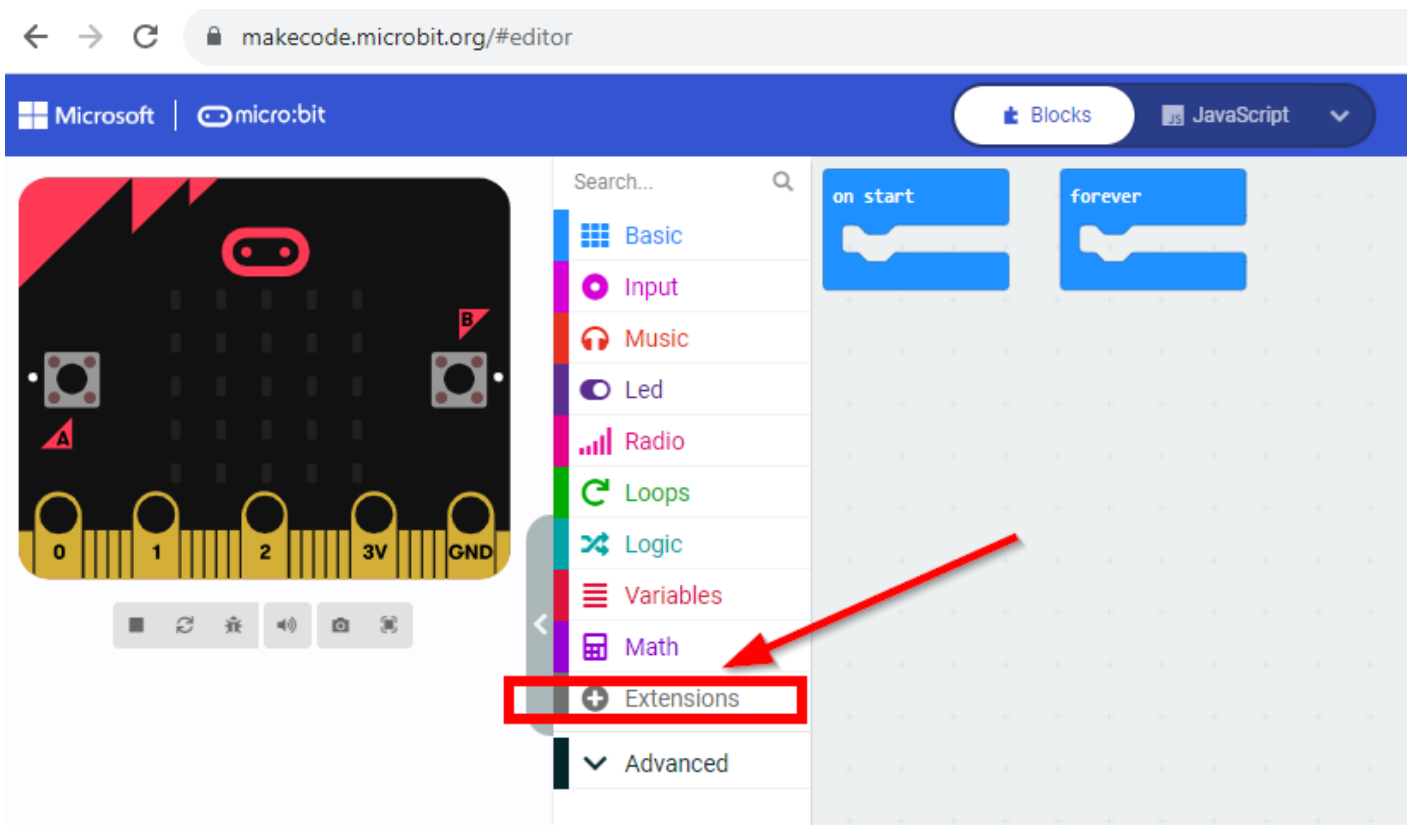 makecode.microbit.org/#editor
Microsoft micro:bit Blocks JS JavaScript
Search...
on start forever
Basic
Input
Music
Led
Radio
Loops
Logic
Variables
Math
Extensions
Advanced
B
A
0 1 2 3V GND